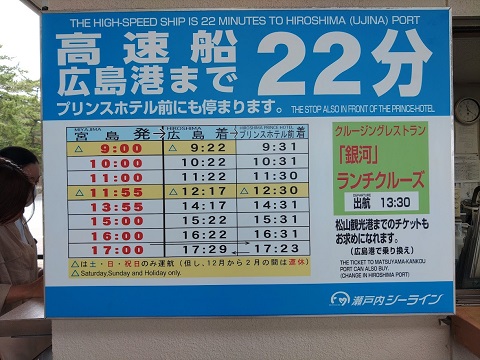 THE HIGH-SPEED SHIP IS 22 MINUTES TO HIROSHIMA (UJINA) PORT
高速船
広島港まで
22分
プリンスホテル前にも停まります。
THE STOP ALSO IN FRONT OF THE PRINCE-HOTEL
MIYAJIMA HIROSHIMA HIROSHIMA PRINCE HOTEL
宮島発→ 広島着→ プリンスホテル前着
△ 9:00 △ 9:22 9:31
10:00 10:22 10:31
11:00 11:22 11:31
△ 11:55 △ 12:17 △ 12:30
13:55 14:17 14:31
15:00 15:22 15:31
16:00 16:22 16:31
17:00 17:29 17:23
△は土・日・祝日のみ運航(但し、12月から2月の間は運休)
△ Saturday,Sunday and Holiday only.
クルージングレストラン
「銀河」
ランチクルーズ
DEPARTURE
出航 13:30
松山観光港までのチケットも
お求めになれます。
(広島港で乗り換え)
THE TICKET TO MATSUYAMA-KANKOU
PORT CAN ALSO BUY.
(CHANGE IN HIROSHIMA PORT)
瀬戸内シーライン